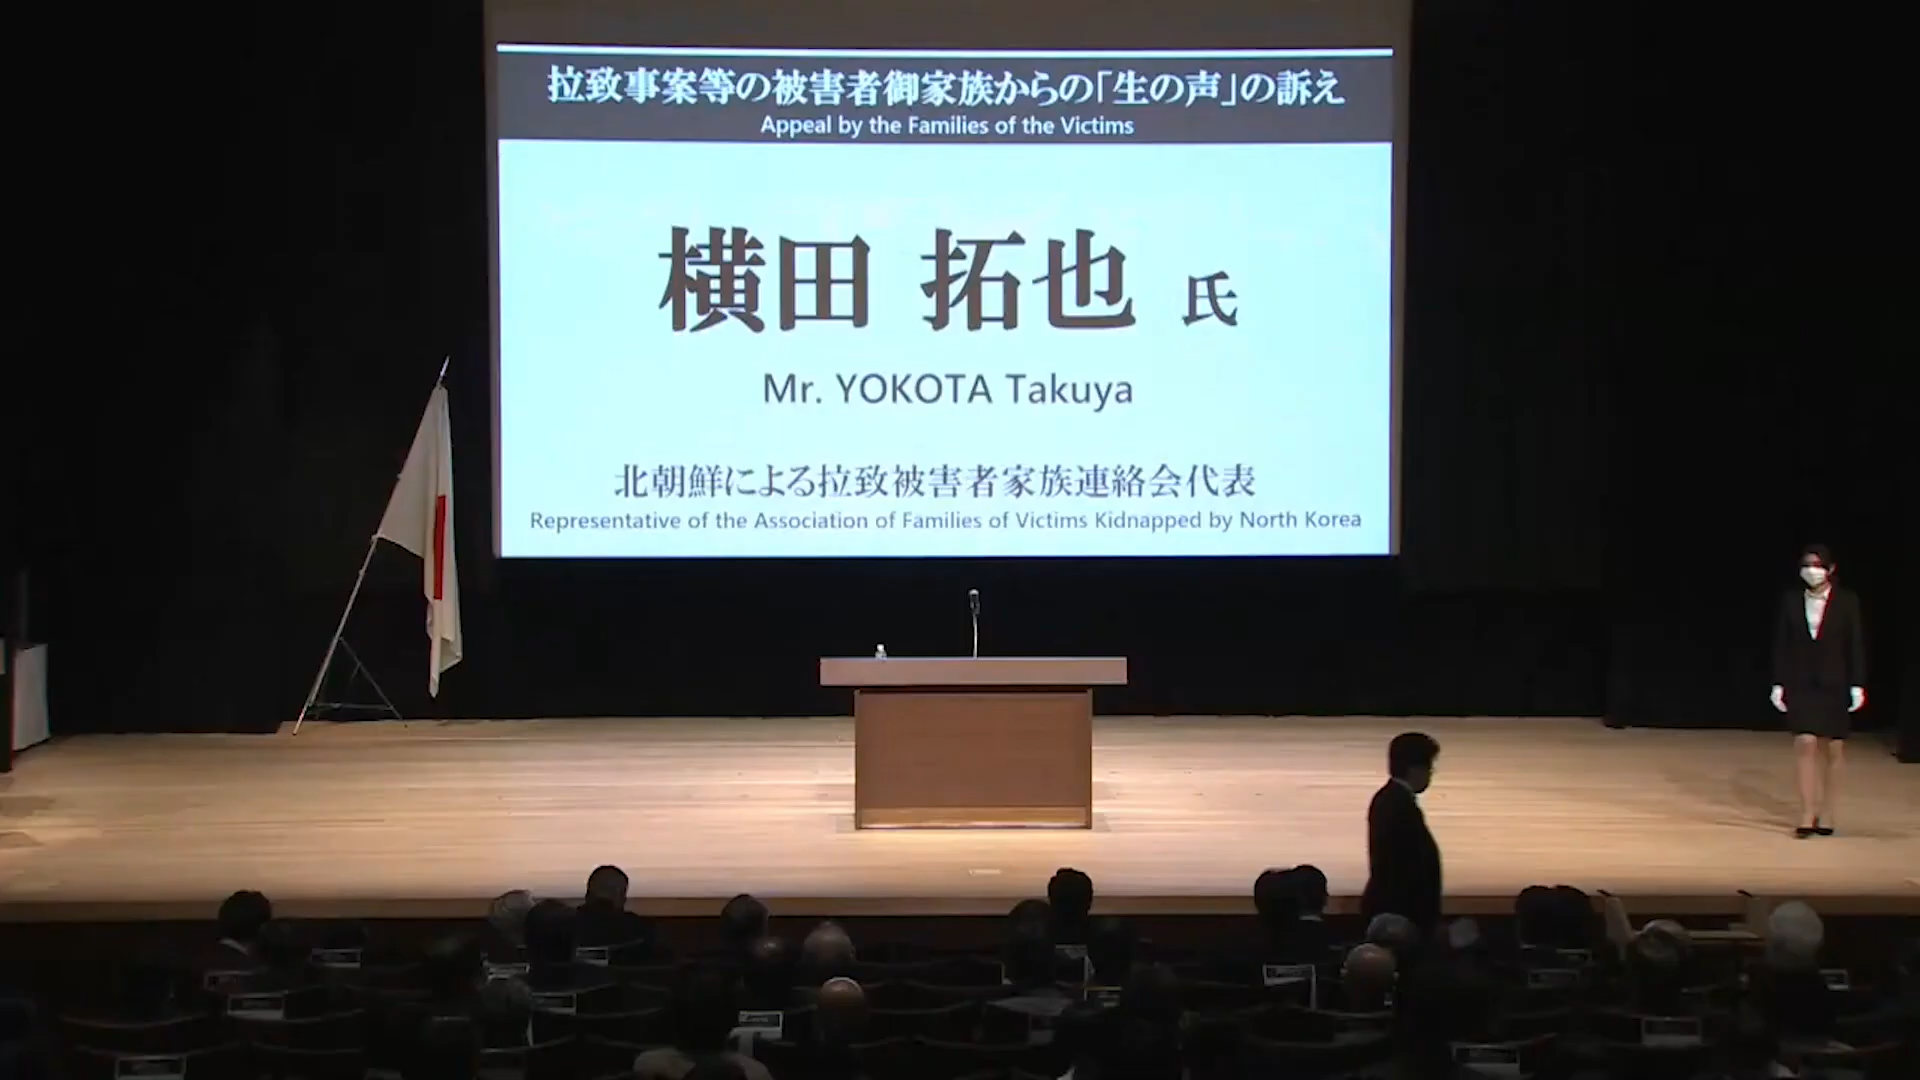 拉致事案等の被害者御家族からの「生の声」の訴え
Appeal by the Families of the Victims
横田 拓也 氏
Mr. YOKOTA Takuya
北朝鮮による拉致被害者家族連絡会代表
Representative of the Association of Families of Victims Kidnapped by North Korea